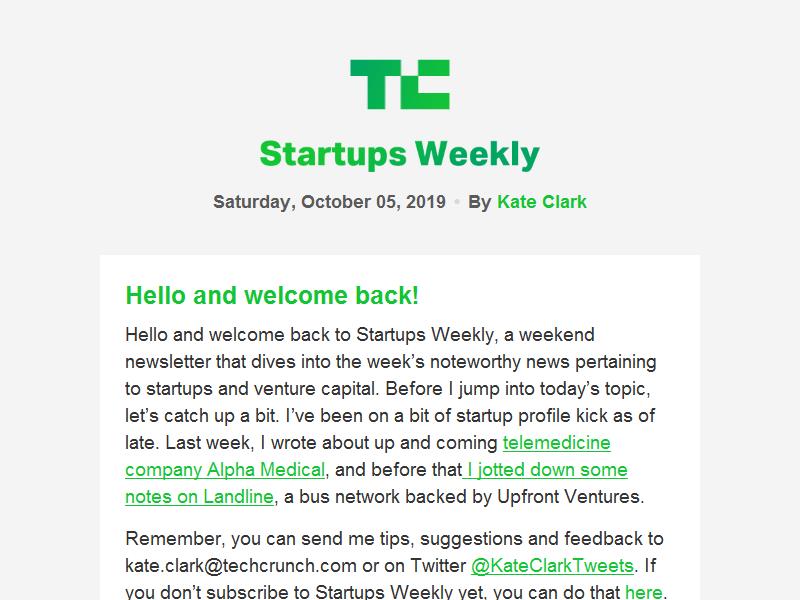 TC
Startups Weekly
Saturday, October 05, 2019 • By Kate Clark
Hello and welcome back!
Hello and welcome back to Startups Weekly, a weekend
newsletter that dives into the week’s noteworthy news pertaining
to startups and venture capital. Before I jump into today’s topic,
let’s catch up a bit. I’ve been on a bit of startup profile kick as of
late. Last week, I wrote about up and coming telemedicine
company Alpha Medical, and before that I jotted down some
notes on Landline, a bus network backed by Upfront Ventures.
Remember, you can send me tips, suggestions and feedback to
kate.clark@techcrunch.com or on Twitter @KateClarkTweets. If
you don’t subscribe to Startups Weekly yet, you can do that here.